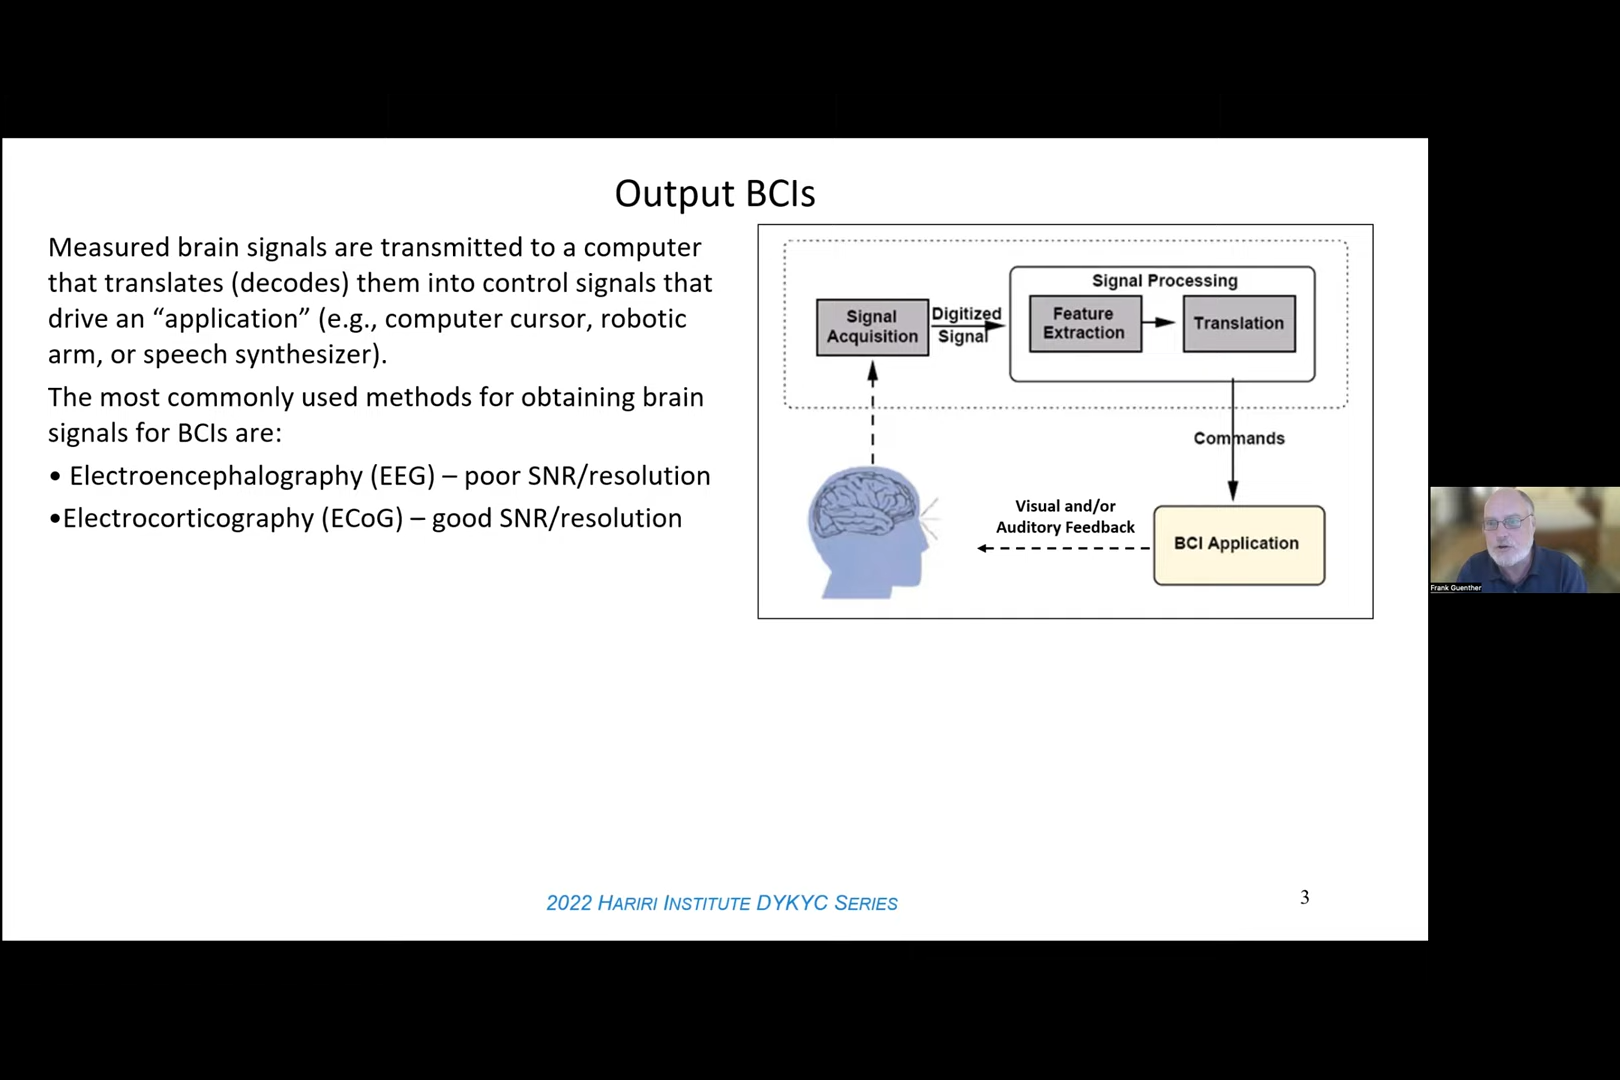 Output BCIs
Measured brain signals are transmitted to a computer
that translates (decodes) them into control signals that
drive an “application” (e.g., computer cursor, robotic
arm, or speech synthesizer).
The most commonly used methods for obtaining brain
signals for BCIs are:
• Electroencephalography (EEG) – poor SNR/resolution
•Electrocorticography (ECoG) – good SNR/resolution
Signal Processing
Signal
Acquisition
Digitized
Signal
Feature
Extraction
Translation
Commands
Visual and/or
Auditory Feedback
BCI Application
Frank Guenther
2022 HARIRI INSTITUTE DYKYC SERIES
3